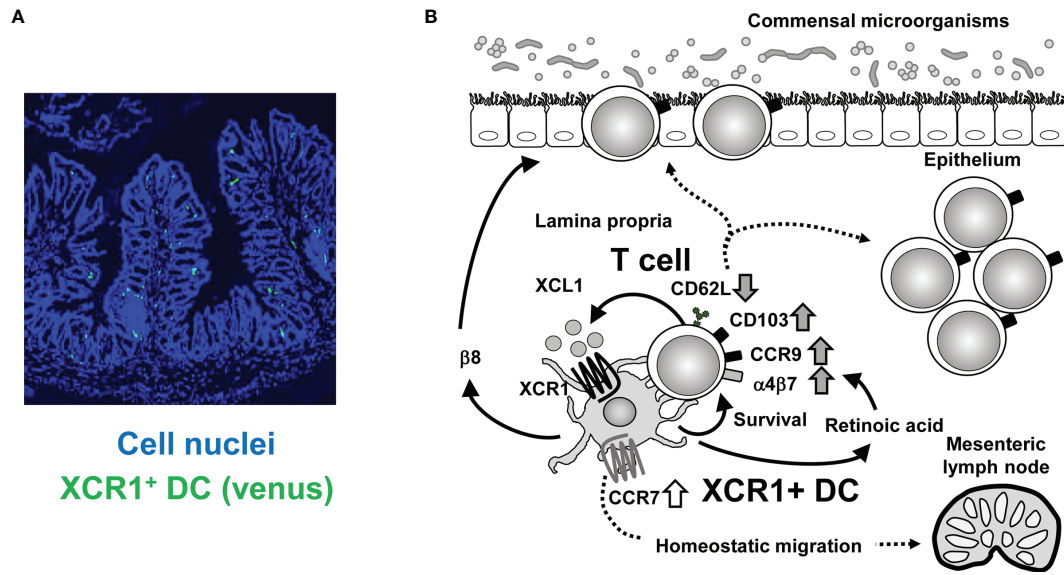 A
Cell nuclei
XCR1⁺ DC (venus)
B
Commensal microorganisms
Epithelium
Lamina propria
T cell
CD62L
XCL1
CD103
CCR9
β8
XCR1
α4β7
Survival
Retinoic acid
Mesenteric
lymph node
CCR7
XCR1+ DC
Homeostatic migration